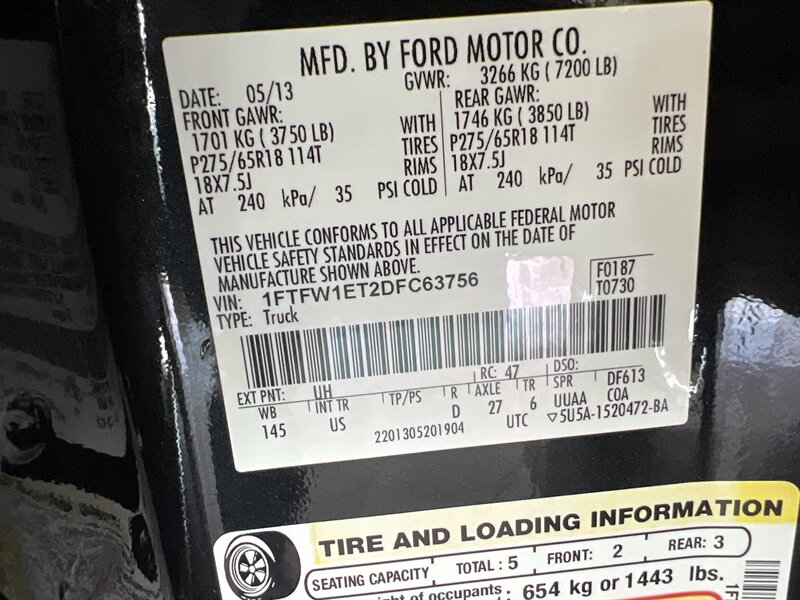 MFD. BY FORD MOTOR CO.
DATE: 05/13 GVWR: 3266 KG ( 7200 LB)
FRONT GAWR: REAR GAWR:
1701 KG ( 3750 LB) WITH 1746 KG ( 3850 LB) WITH
P275/65R18 114T TIRES P275/65R18 114T TIRES
18X7.5J RIMS 18X7.5J RIMS
AT 240 kPa/ 35 PSI COLD AT 240 kPa/ 35 PSI COLD
THIS VEHICLE CONFORMS TO ALL APPLICABLE FEDERAL MOTOR
VEHICLE SAFETY STANDARDS IN EFFECT ON THE DATE OF
MANUFACTURE SHOWN ABOVE.
VIN: 1FTFW1ET2DFC63756 F0187
TYPE: Truck T0730
EXT PNT: UH RC: 47 DSO:
WB INT TR TP/PS R AXLE TR SPR DF613
145 US D 27 6 UUAA COA
2201305201904 UTC ▽5U5A-1520472-BA
TIRE AND LOADING INFORMATION
SEATING CAPACITY TOTAL : 5 FRONT: 2 REAR: 3
of occupants : 654 kg or 1443 lbs.